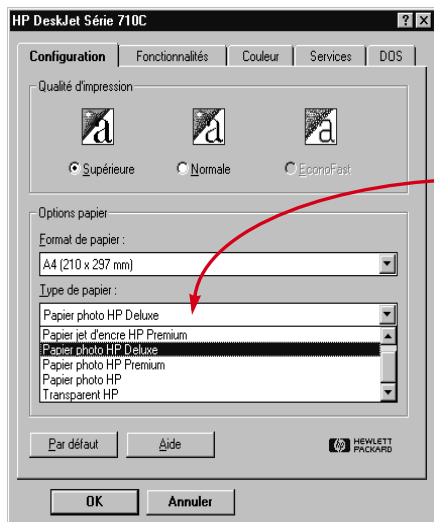 HP DeskJet Série 710C
Configuration Fonctionnalités Couleur Services DOS
Qualité d'impression
a a a
Supérieure Normale EconoFast
Options papier
Format de papier :
A4 (210 x 297 mm)
Type de papier :
Papier photo HP Deluxe
Papier jet d'encre HP Premium
Papier photo HP Deluxe
Papier photo HP Premium
Papier photo HP
Transparent HP
Par défaut Aide
hp HEWLETT
PACKARD
OK Annuler